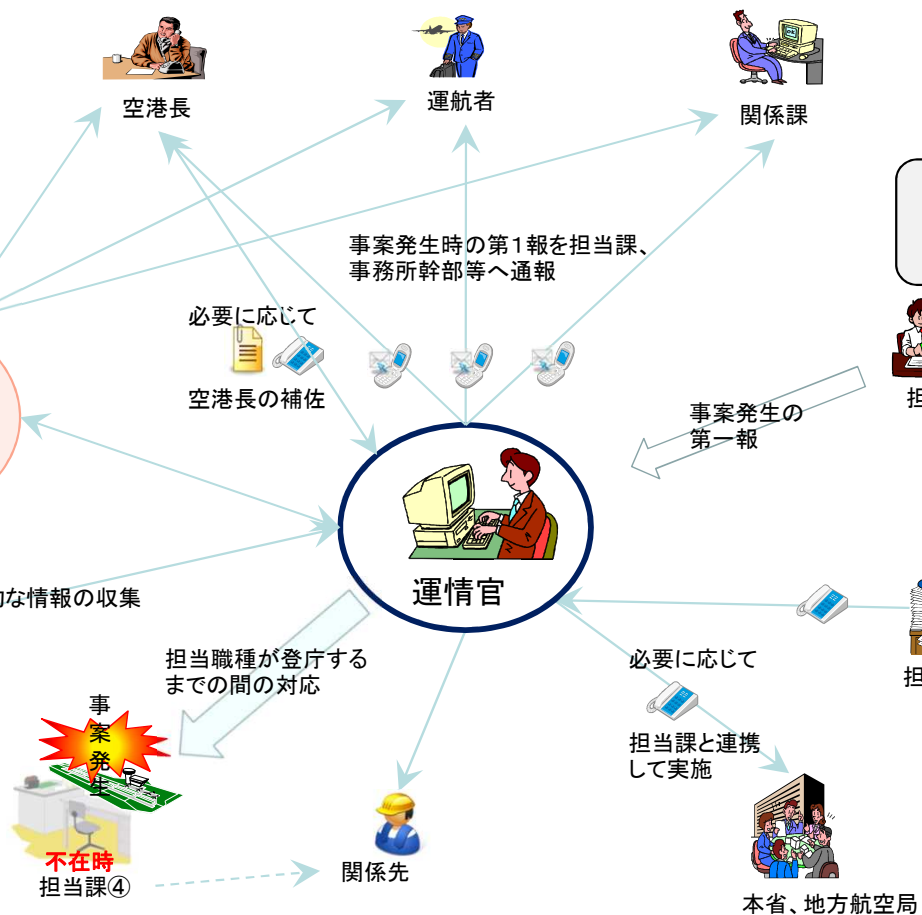 空港長
運航者
関係課
事案発生時の第1報を担当課、
事務所幹部等へ通報
必要に応じて
空港長の補佐
事案発生の
第一報
担
運情官
的な情報の収集
担当職種が登庁する
までの間の対応
必要に応じて
担当課と連携
して実施
担
事案発生
不在時
担当課④
関係先
本省、地方航空局